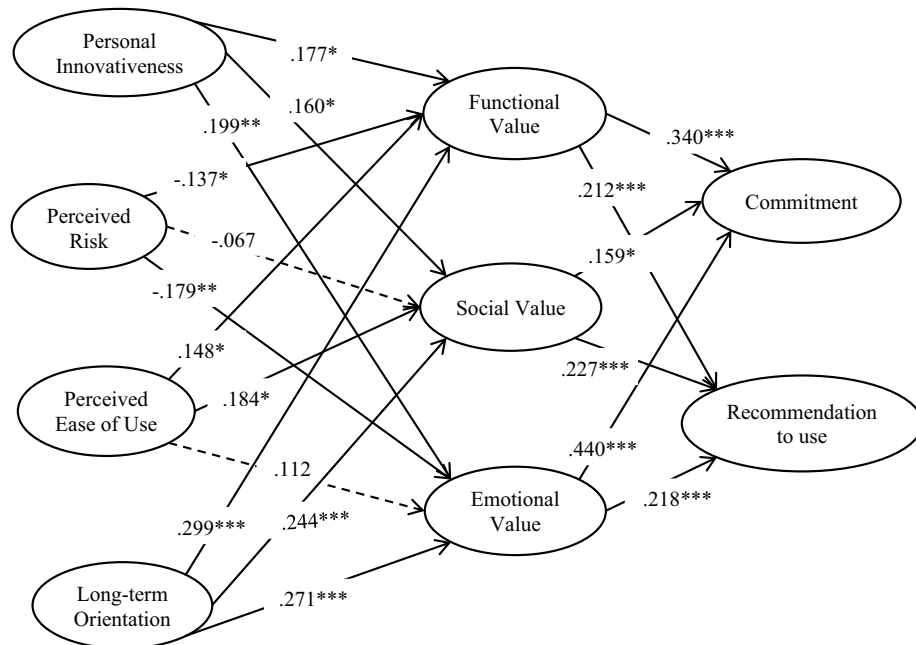 Personal
Innovativeness
.177*
.160*
.199**
Functional
Value
.340***
-.137*
.212***
Perceived
Risk
-.067
Commitment
.159*
-.179**
Social Value
.148*
.227***
Perceived
Ease of Use
.184*
Recommendation
to use
.440***
.112
Emotional
Value
.218***
.299***
.244***
Long-term
Orientation
.271***